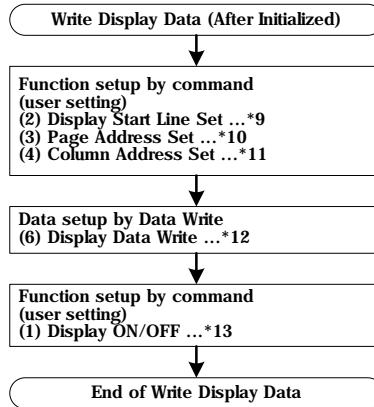 Write Display Data (After Initialized)
Function setup by command
(user setting)
(2) Display Start Line Set ...*9
(3) Page Address Set ...*10
(4) Column Address Set ...*11
Data setup by Data Write
(6) Display Data Write ...*12
Function setup by command
(user setting)
(1) Display ON/OFF ...*13
End of Write Display Data